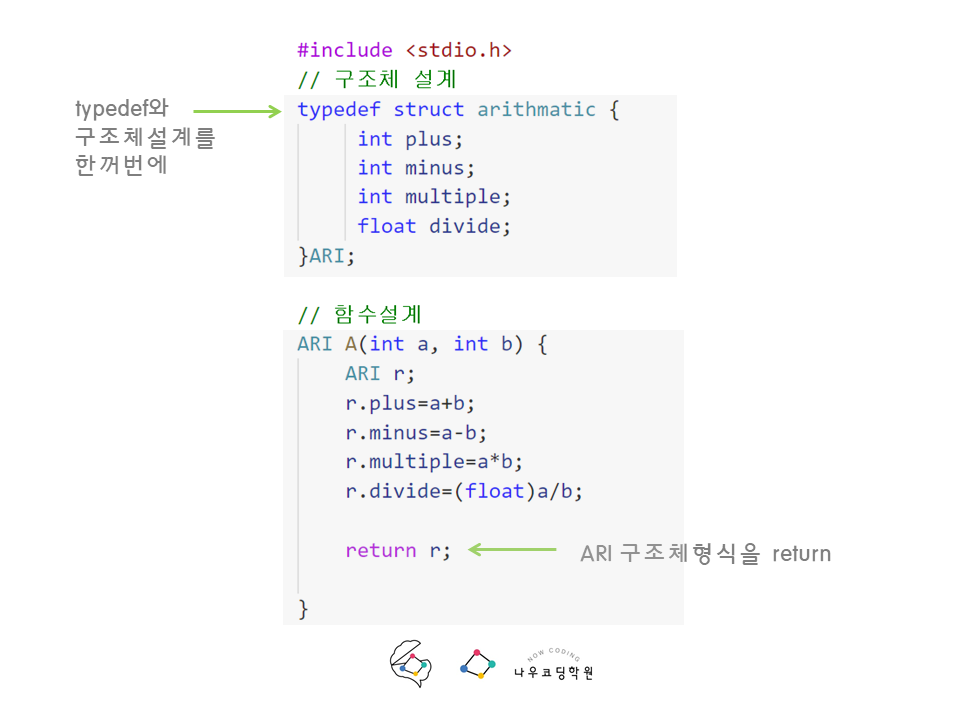 #include <stdio.h>
// 구조체 설계
typedef와
구조체설계를
한꺼번에
typedef struct arithmatic {
int plus;
int minus;
int multiple;
float divide;
}ARI;
// 함수설계
ARI A(int a, int b) {
ARI r;
r.plus=a+b;
r.minus=a-b;
r.multiple=a*b;
r.divide=(float)a/b;
return r;
ARI 구조체형식을 return
}
NOW CODING
나우코딩학원